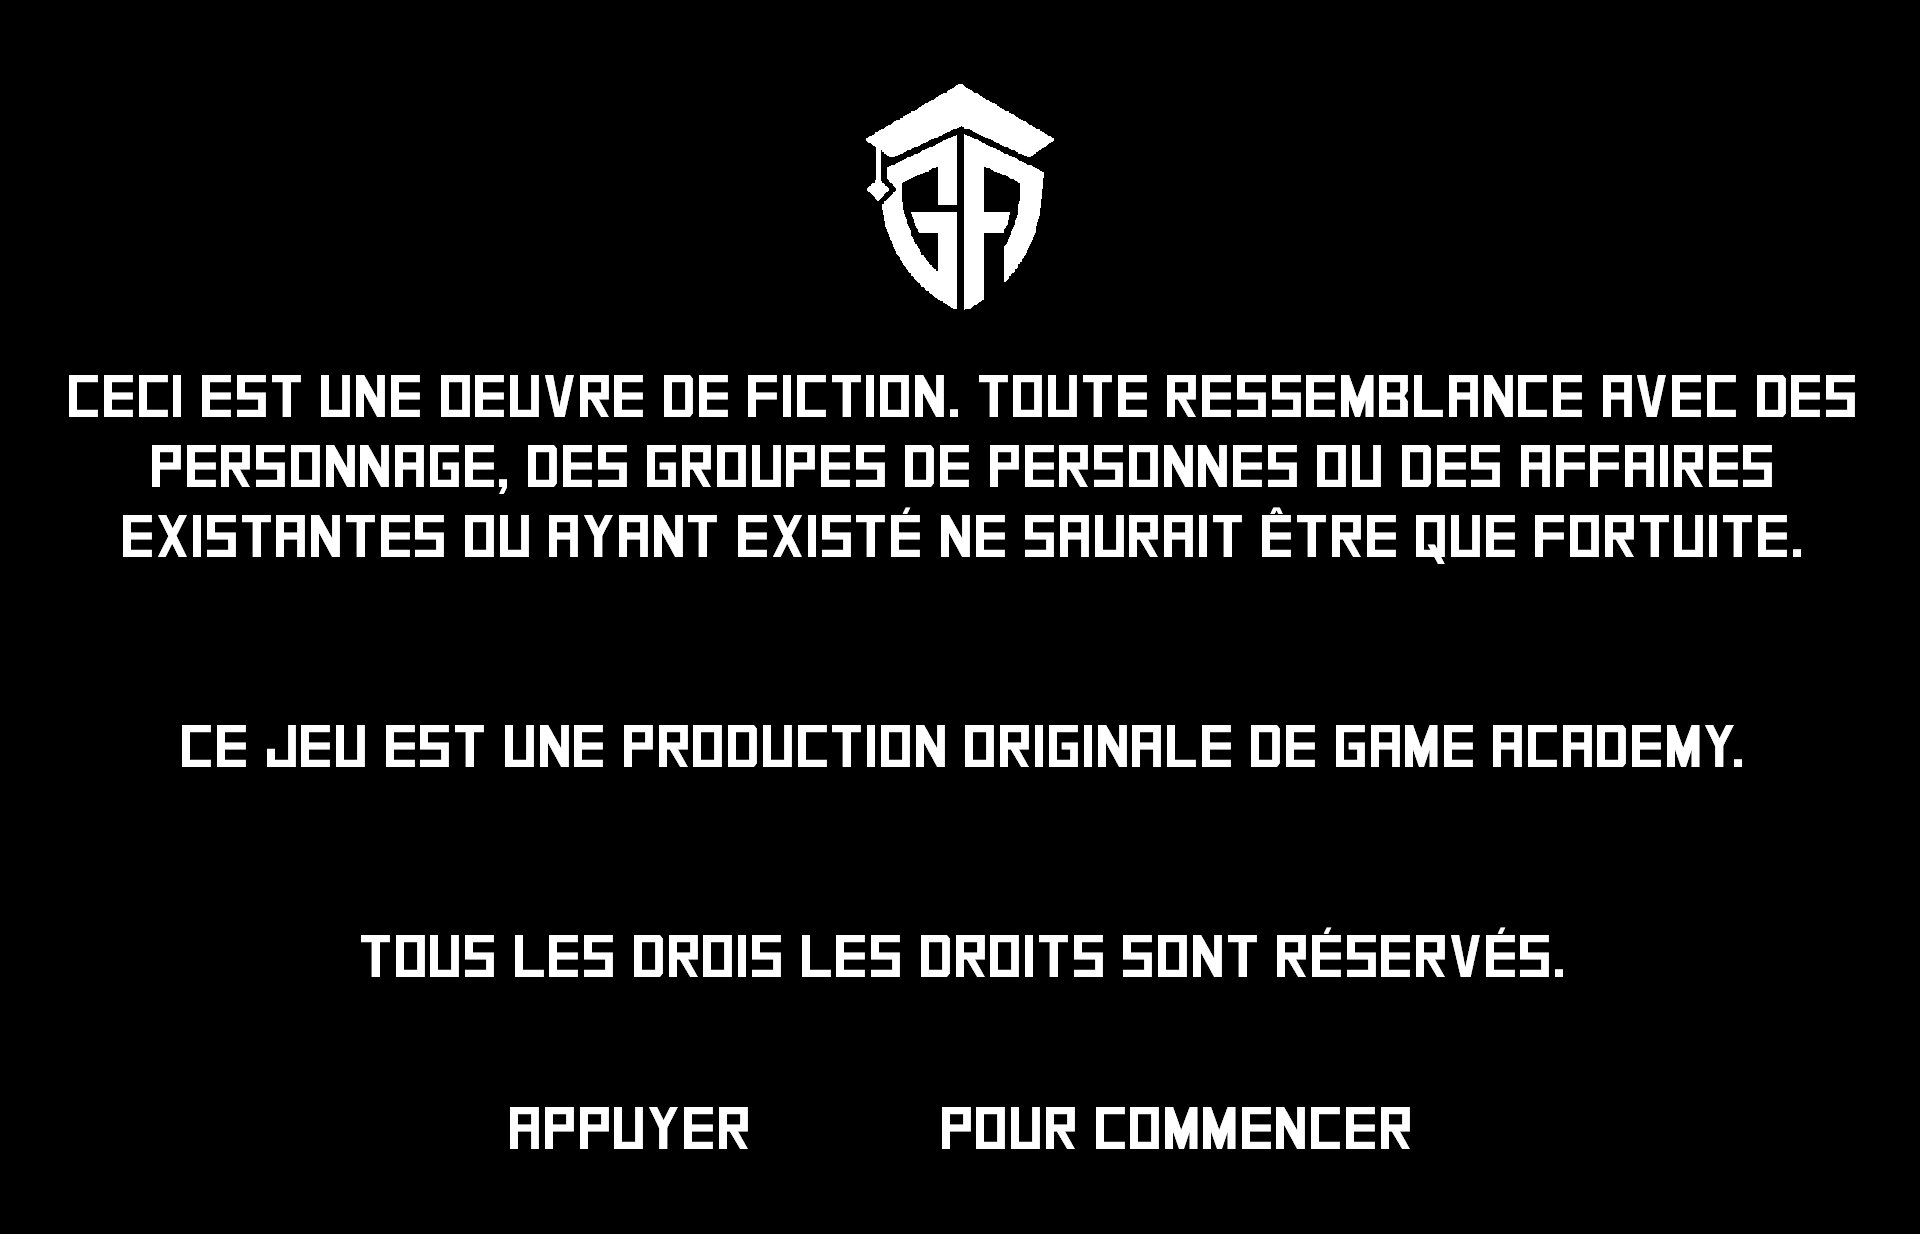 GA
CECI EST UNE OEUVRE DE FICTION. TOUTE RESSEMBLANCE AVEC DES
PERSONNAGE, DES GROUPES DE PERSONNES OU DES AFFAIRES
EXISTANTES OU AYANT EXISTÉ NE SAURAIT ÊTRE QUE FORTUITE.
CE JEU EST UNE PRODUCTION ORIGINALE DE GAME ACADEMY.
TOUS LES DROIS LES DROITS SONT RÉSERVÉS.
APPUYER POUR COMMENCER